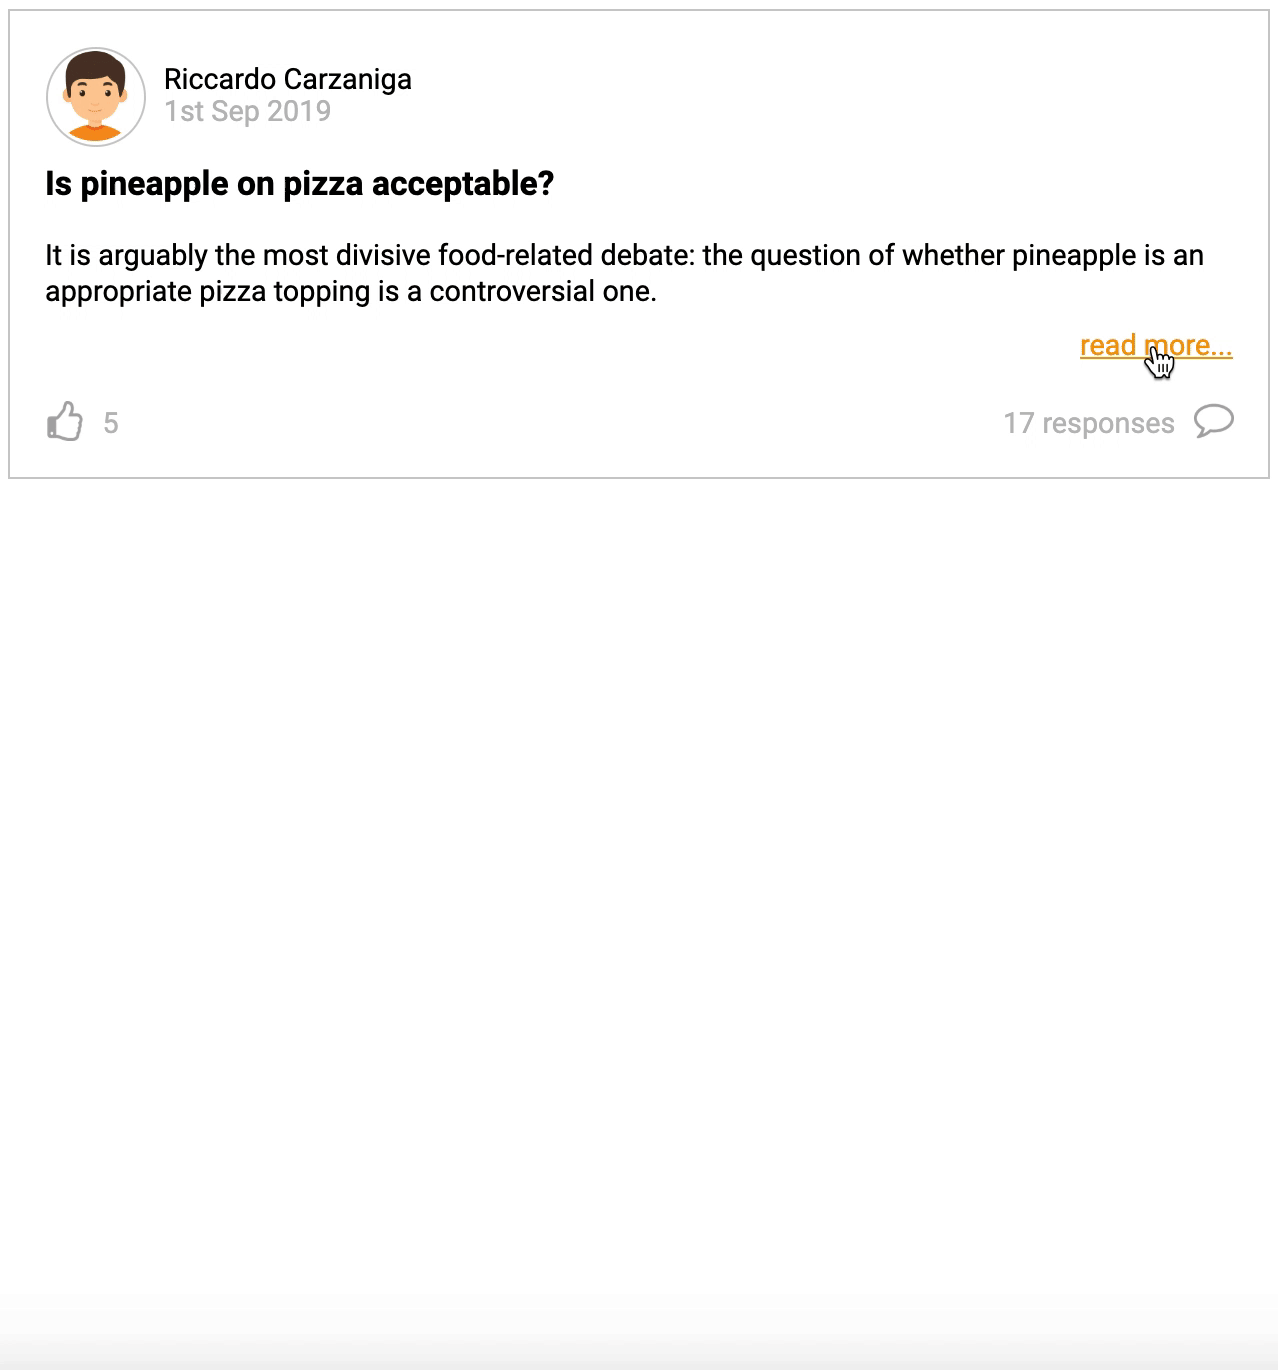 Riccardo Carzaniga
1st Sep 2019
Is pineapple on pizza acceptable?
It is arguably the most divisive food-related debate: the question of whether pineapple is an
appropriate pizza topping is a controversial one.
read more...
5
17 responses